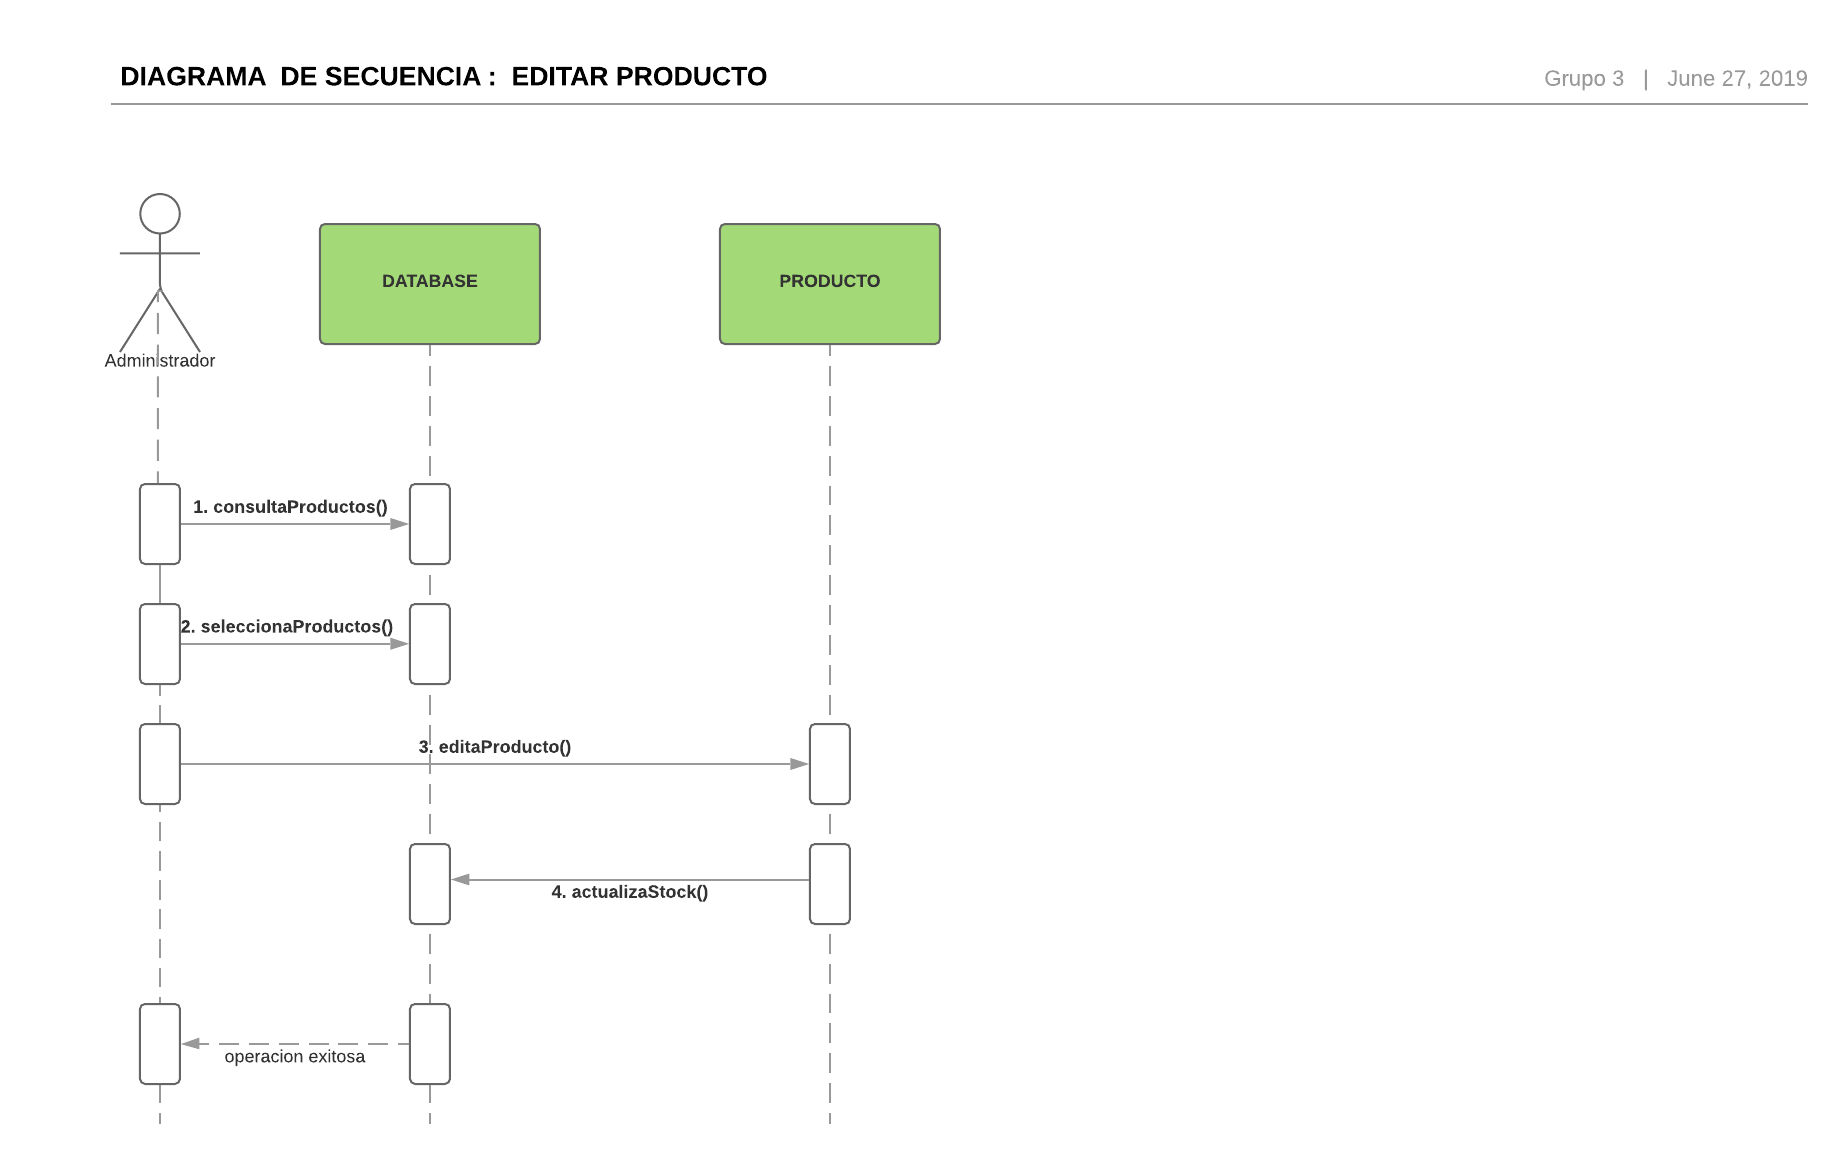 DIAGRAMA DE SECUENCIA : EDITAR PRODUCTO
Grupo 3 | June 27, 2019
DATABASE
PRODUCTO
Administrador
1. consultaProductos()
2. seleccionaProductos()
3. editaProducto()
4. actualizaStock()
operacion exitosa